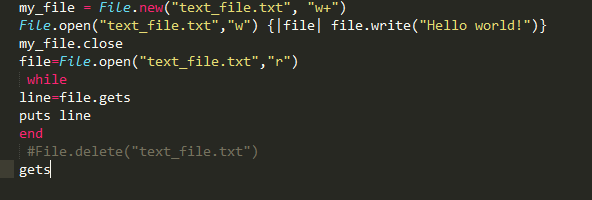 my_file = File.new("text_file.txt", "w+")
File.open("text_file.txt","w") {|file| file.write("Hello world!")}
my_file.close
file=File.open("text_file.txt","r")
while
line=file.gets
puts line
end
#File.delete("text_file.txt")
gets